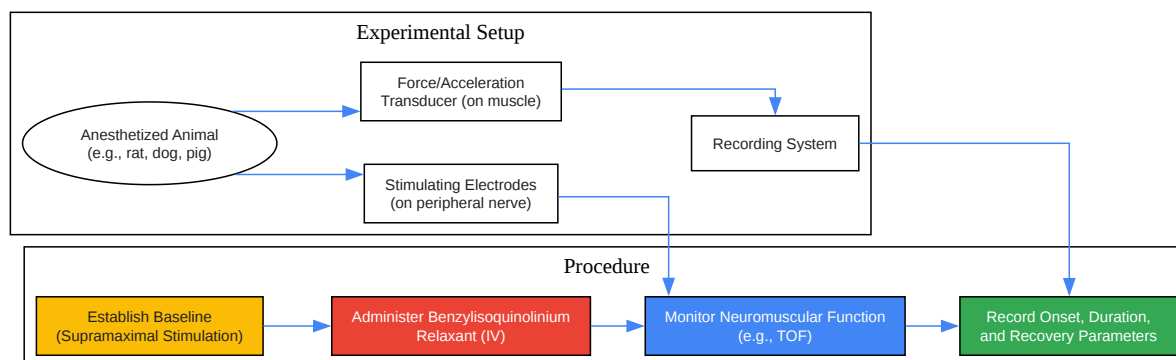 Experimental Setup
Force/Acceleration
Transducer (on muscle)
Anesthetized Animal
(e.g., rat, dog, pig)
Recording System
Stimulating Electrodes
(on peripheral nerve)
Procedure
Establish Baseline
(Supramaximal Stimulation)
Administer Benzylisoquinolinium
Relaxant (IV)
Monitor Neuromuscular Function
(e.g., TOF)
Record Onset, Duration,
and Recovery Parameters